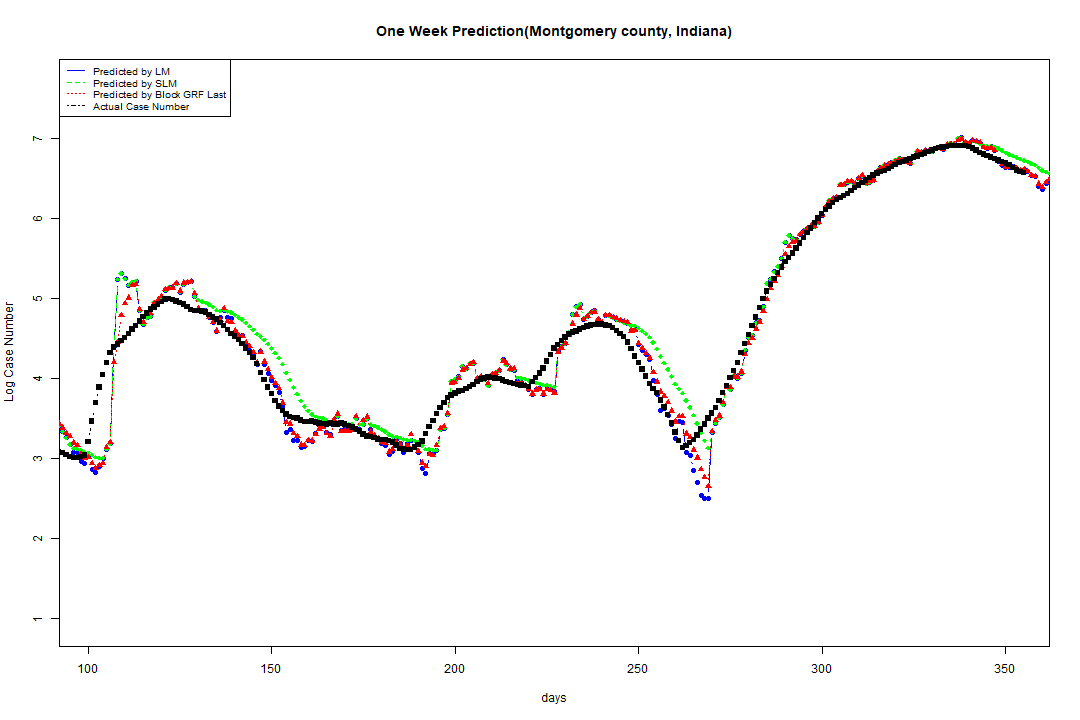 One Week Prediction(Montgomery county, Indiana)
Predicted by LM
Predicted by SLM
Predicted by Block GRF Last
Actual Case Number
7
6
5
4
3
2
1
Log Case Number
100 150 200 250 300 350
days